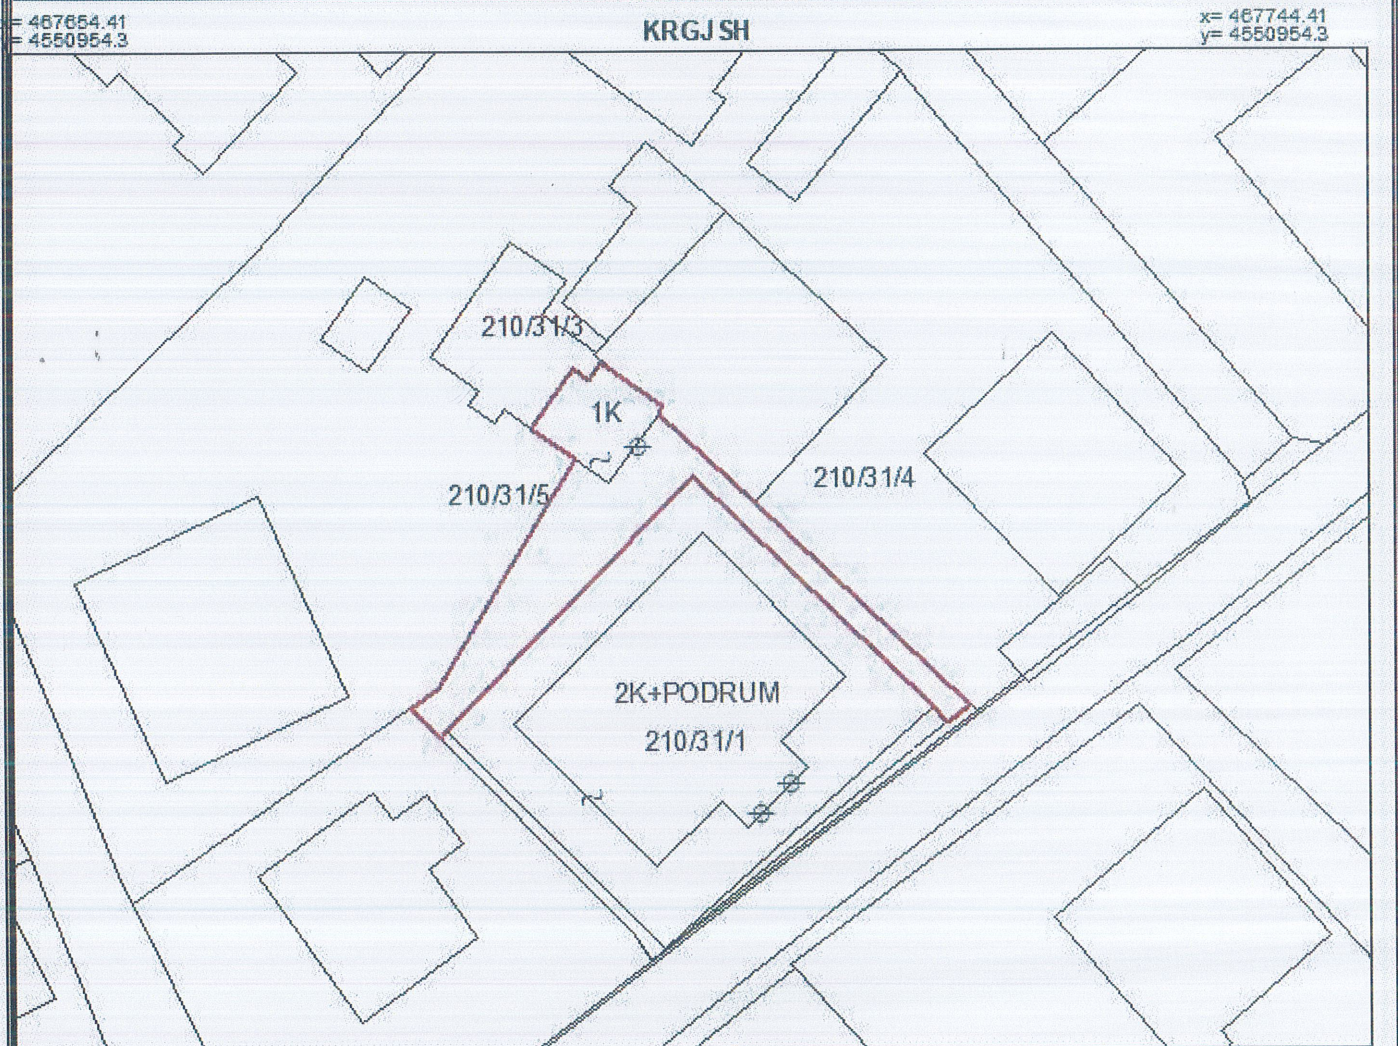 = 467654.41
= 4550954.3
KRGJSH
x= 467744.41
y= 4550954.3
210/31/3
1K
210/31/4
210/31/5
2K+PODRUM
210/31/1